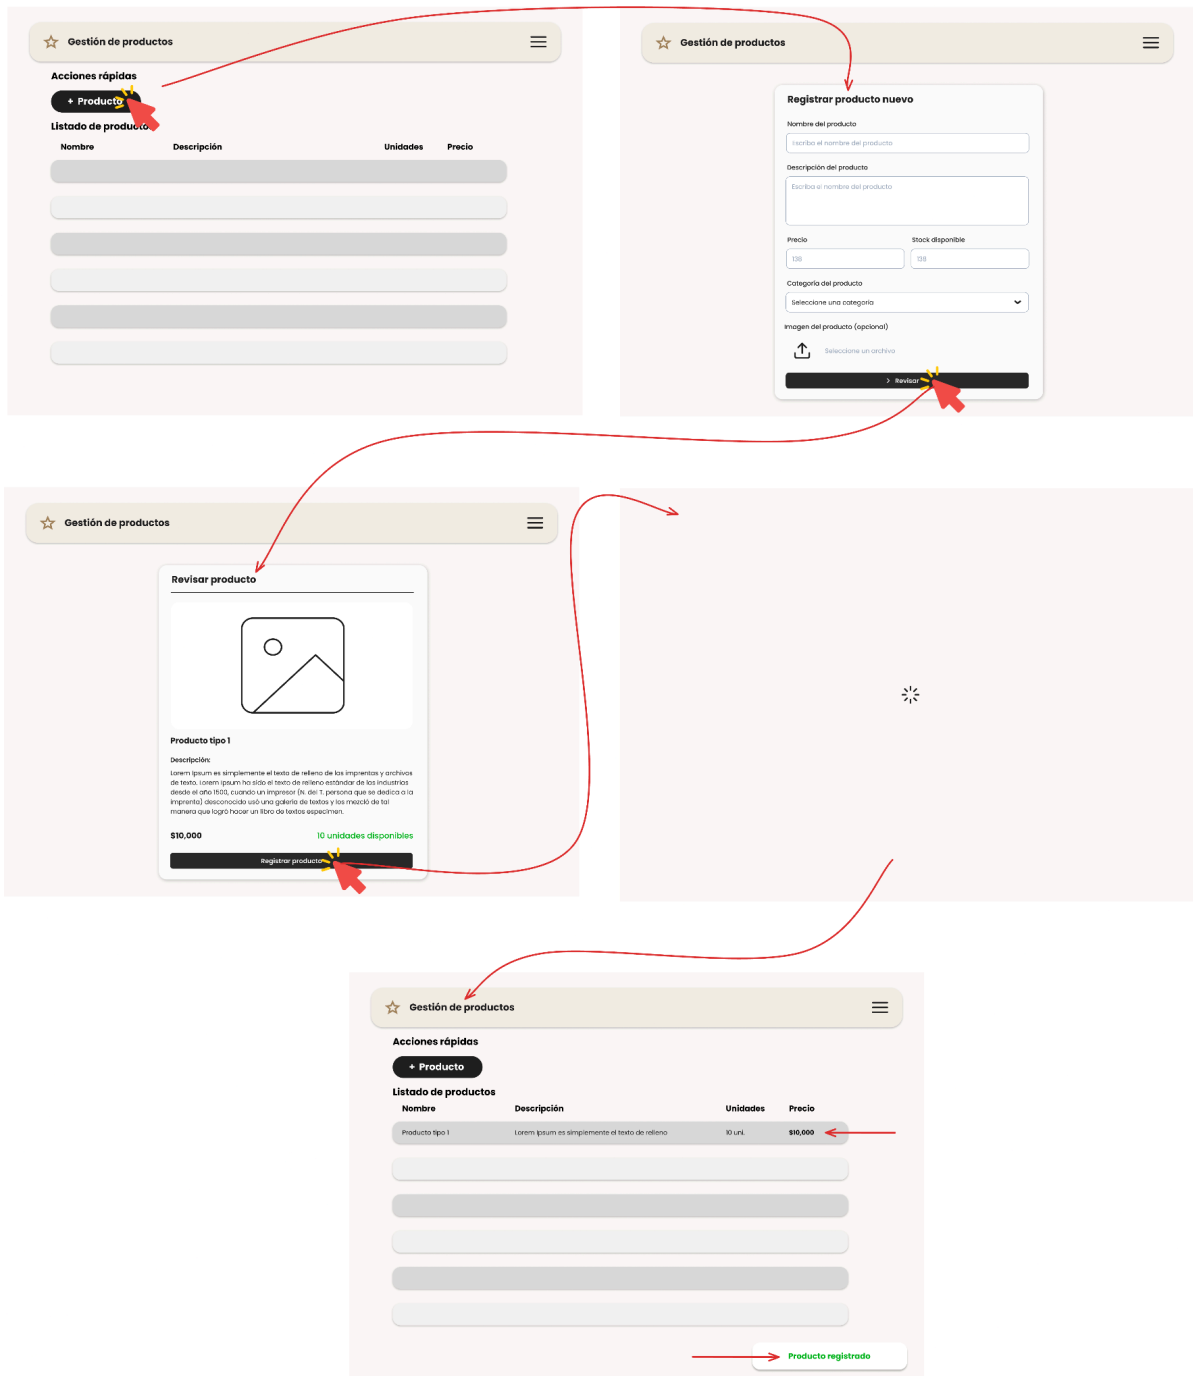 Gestión de productos
Acciones rápidas
+ Producto
Listado de productos
Nombre Descripción Unidades Precio
Gestión de productos
Registrar producto nuevo
Nombre del producto
Escriba el nombre del producto
Descripción del producto
Escriba el nombre del producto
Precio Stock disponible
138 138
Categoría del producto
Seleccione una categoría
Imagen del producto (opcional)
Seleccione un archivo
> Revisar
Gestión de productos
Revisar producto
Producto tipo 1
Descripción:
Lorem Ipsum es simplemente el texto de relleno de las imprentas y archivos
de texto. Lorem Ipsum ha sido el texto de relleno estándar de las industrias
desde el año 1500, cuando un impresor (N. del T. persona que se dedica a la
imprenta) desconocido usó una galería de textos y los mezcló de tal
manera que logró hacer un libro de textos especimen.
$10,000 10 unidades disponibles
Registrar producto
Gestión de productos
Acciones rápidas
+ Producto
Listado de productos
Nombre Descripción Unidades Precio
Producto tipo 1 Lorem Ipsum es simplemente el texto de relleno 10 uni. $10,000
Producto registrado